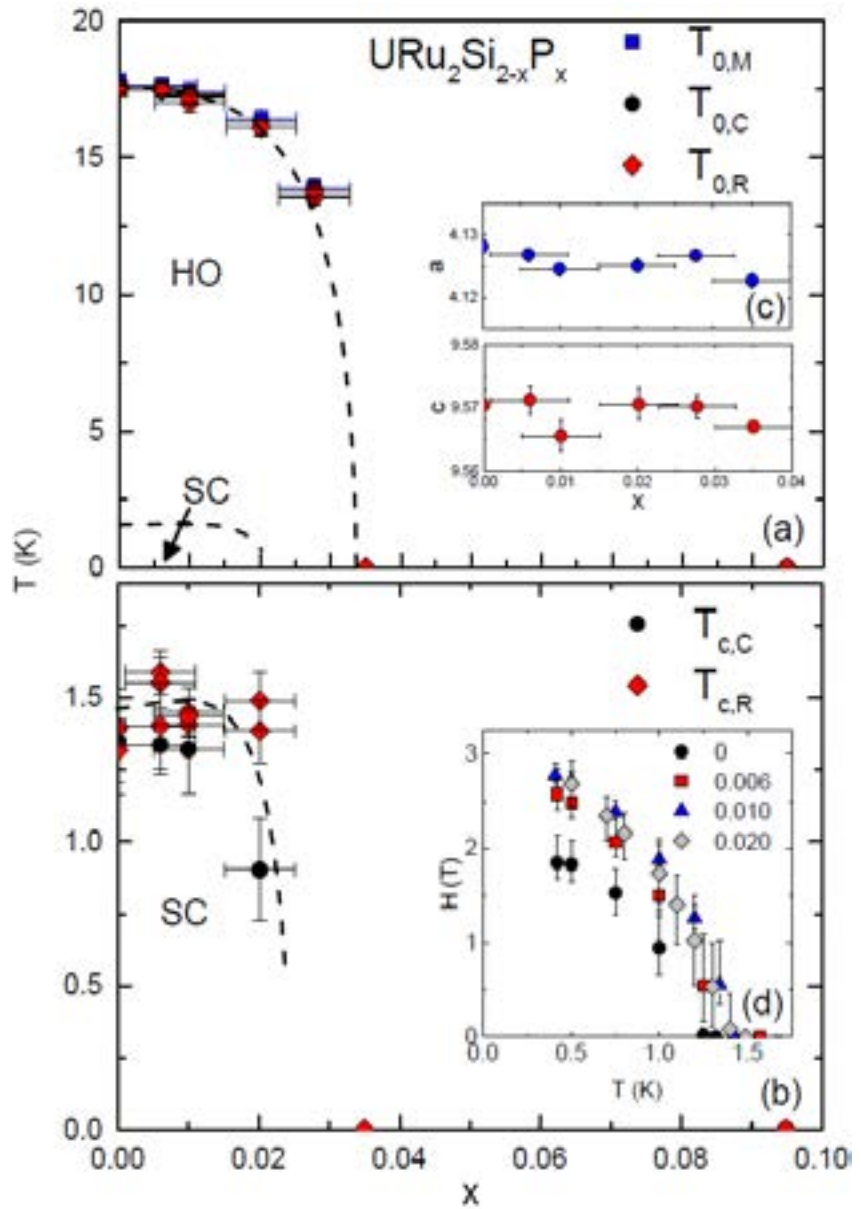 URu2Si2-xPx
T0,M
T0,C
T0,R
HO
SC
(a)
T (K)
20
15
10
5
0
a
4.13
4.12
(c)
c
9.58
9.57
9.56
0.00 0.01 0.02 0.03 0.04
x
Tc,C
Tc,R
SC
(b)
1.5
1.0
0.5
0.0
0.00 0.02 0.04 0.06 0.08 0.10
x
H (T)
3
2
1
0
0
0.006
0.010
0.020
(d)
0.0 0.5 1.0 1.5
T (K)